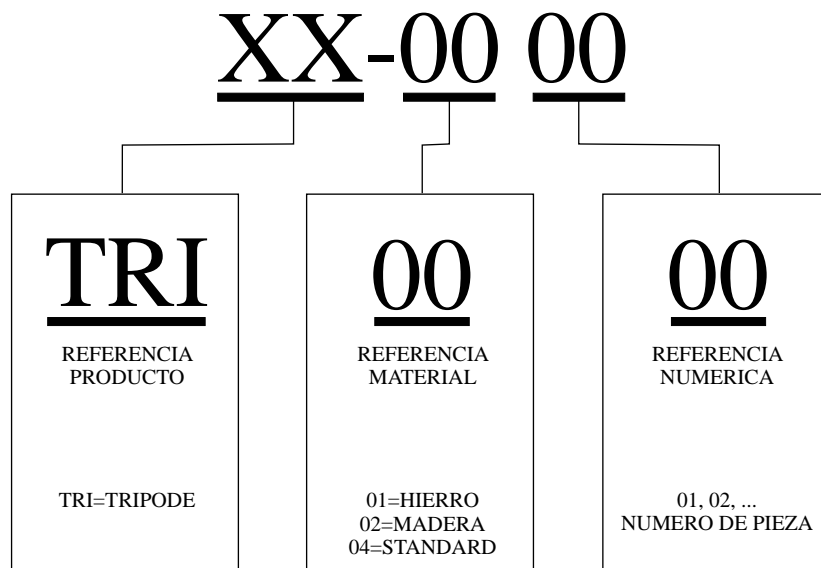 XX-00 00
TRI
REFERENCIA
PRODUCTO
TRI=TRIPODE
00
REFERENCIA
MATERIAL
01=HIERRO
02=MADERA
04=STANDARD
00
REFERENCIA
NUMERICA
01, 02, ...
NUMERO DE PIEZA